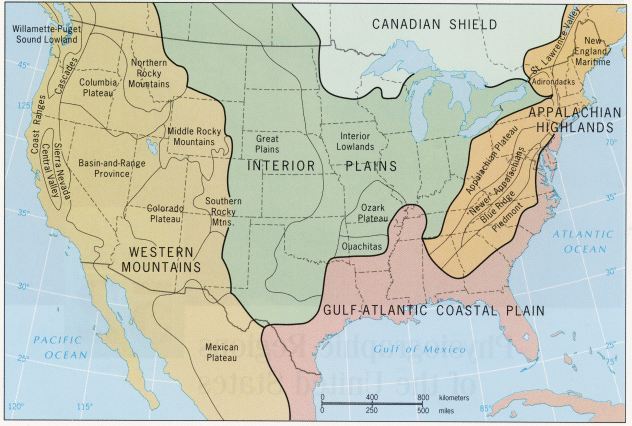 CANADIAN SHIELD
Willamette-Puget
Sound Lowland
Cascades
Columbia
Plateau
Northern
Rocky
Mountains
St. Lawrence Valley
New
England/
Maritime
Adirondacks
APPALACHIAN
HIGHLANDS
Coast Ranges
Sierra Nevada
Central Valley
Basin-and-Range
Province
Middle Rocky
Mountains
Great
Plains
Interior
Lowlands
INTERIOR PLAINS
Appalachian Plateau
Newer Appalachians
Blue Ridge
Piedmont
Colorado
Plateau
Southern
Rocky
Mtns.
Ozark
Plateau
Ouachitas
WESTERN
MOUNTAINS
ATLANTIC
OCEAN
GULF-ATLANTIC COASTAL PLAIN
PACIFIC
OCEAN
Mexican
Plateau
Gulf of Mexico
0 400 800 kilometers
0 250 500 miles
45°
125°
40°
35°
30°
25°
120°
115°
85°
70°
35°
30°
25°
75°